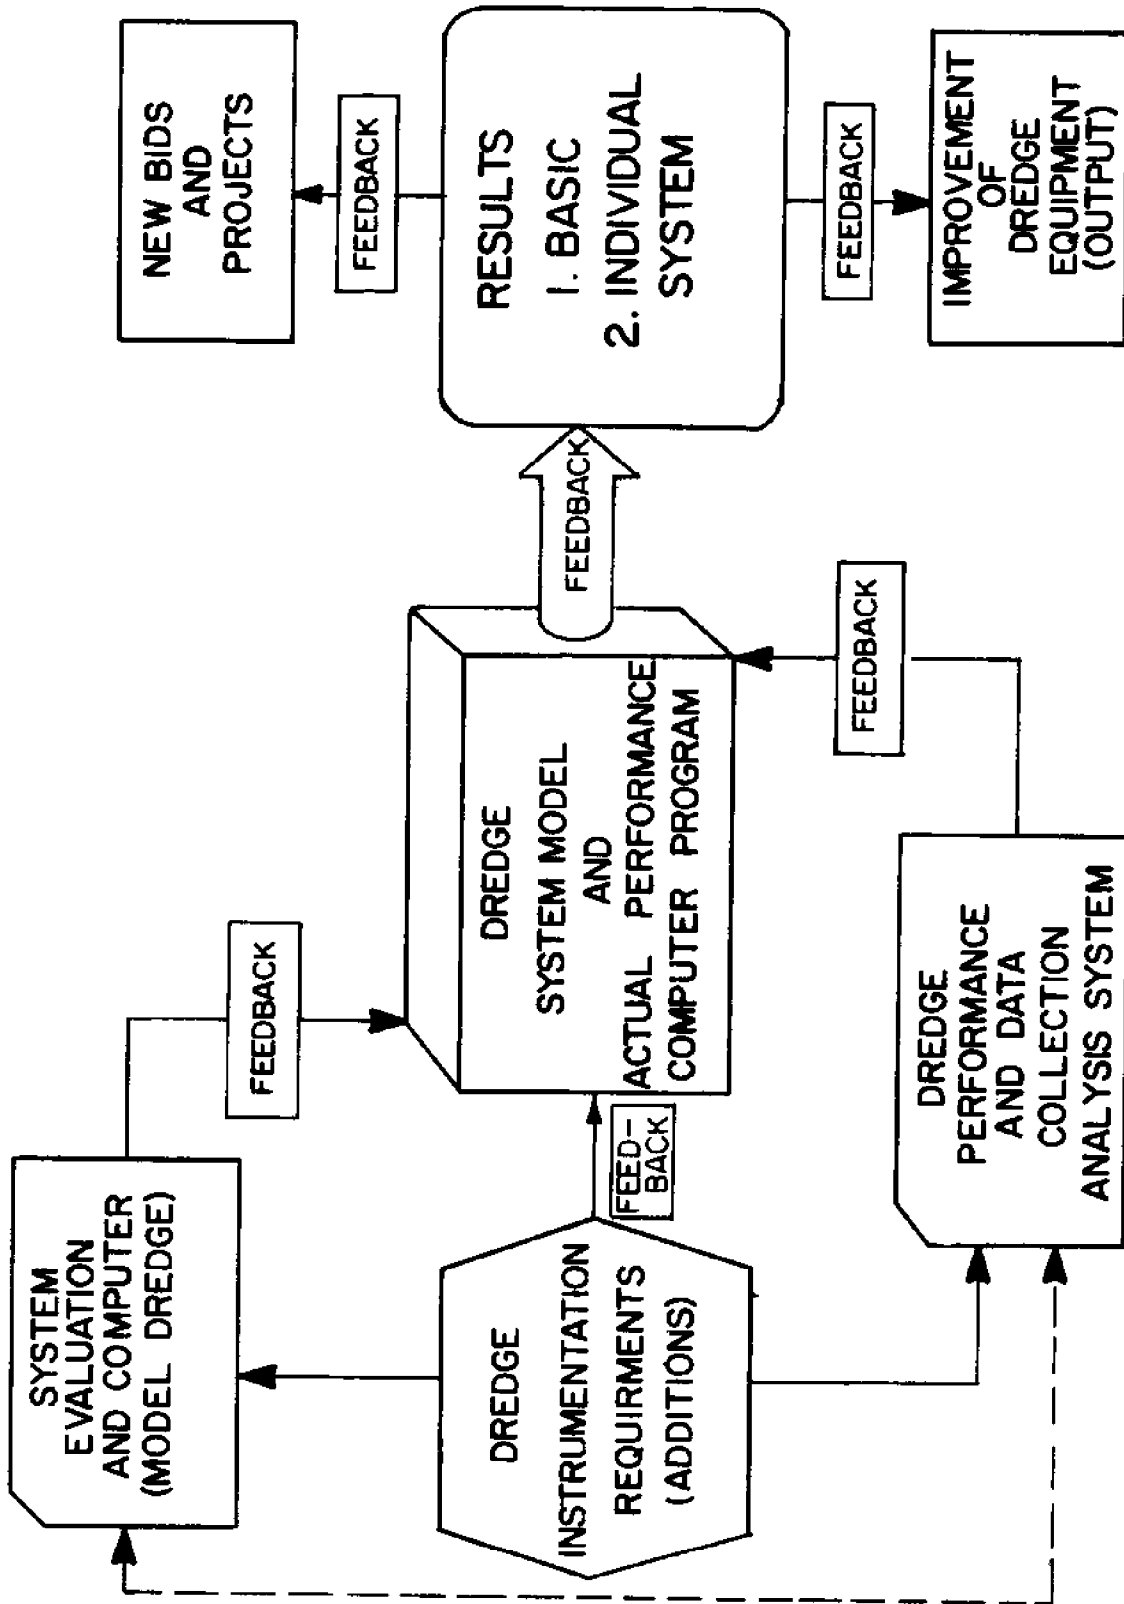 SYSTEM
EVALUATION
AND COMPUTER
(MODEL DREDGE)
FEEDBACK
DREDGE
INSTRUMENTATION
REQUIRMENTS
(ADDITIONS)
FEED-
BACK
DREDGE
SYSTEM MODEL
AND
ACTUAL PERFORMANCE
COMPUTER PROGRAM
FEEDBACK
DREDGE
PERFORMANCE
AND DATA
COLLECTION
ANALYSIS SYSTEM
FEEDBACK
RESULTS
1. BASIC
2. INDIVIDUAL
SYSTEM
FEEDBACK
NEW BIDS
AND
PROJECTS
FEEDBACK
IMPROVEMENT
OF
DREDGE
EQUIPMENT
(OUTPUT)